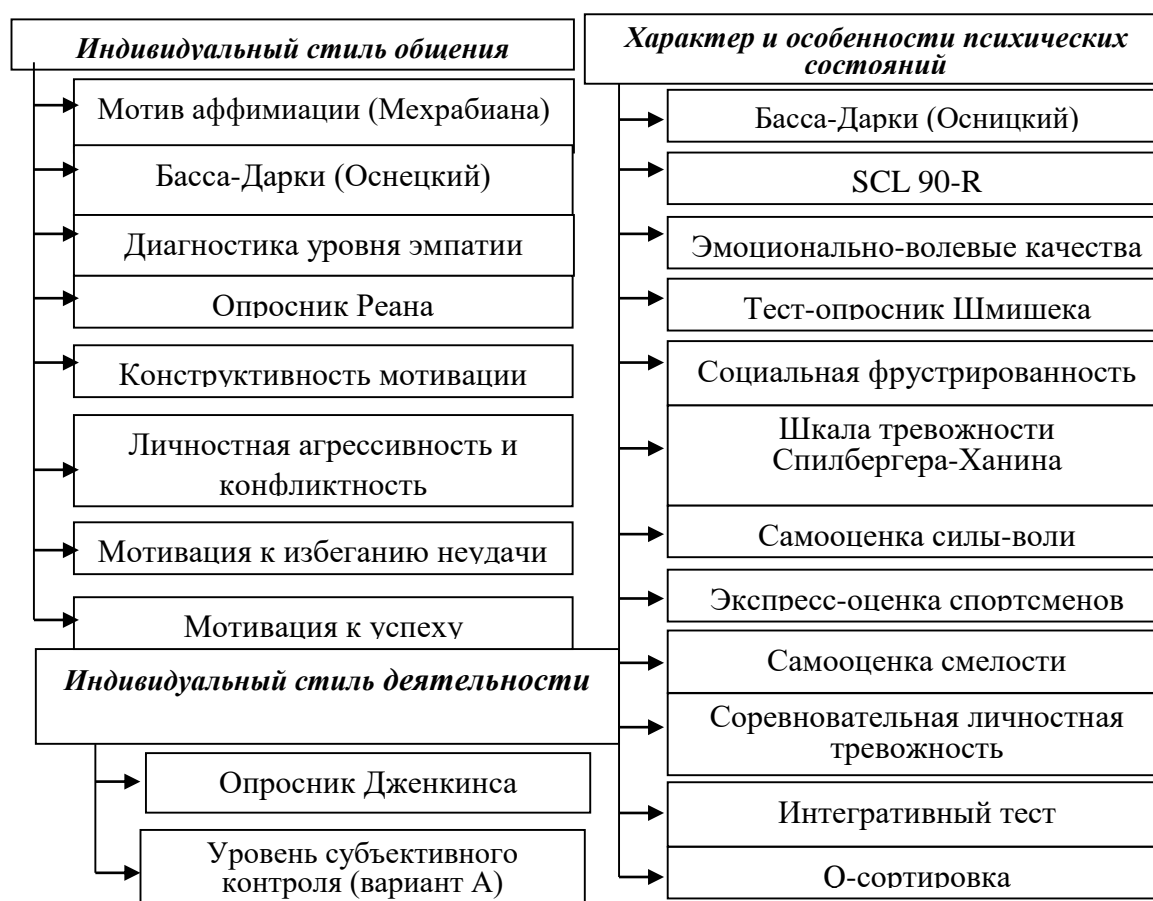 Индивидуальный стиль общения
Мотив аффимиации (Мехрабиана)
Басса-Дарки (Оснецкий)
Диагностика уровня эмпатии
Опросник Реана
Конструктивность мотивации
Личностная агрессивность и
конфликтность
Мотивация к избеганию неудачи
Мотивация к успеху
Индивидуальный стиль деятельности
Опросник Дженкинса
Уровень субъективного
контроля (вариант А)
Характер и особенности психических
состояний
Басса-Дарки (Осницкий)
SCL 90-R
Эмоционально-волевые качества
Тест-опросник Шмишека
Социальная фрустрированность
Шкала тревожности
Спилбергера-Ханина
Самооценка силы-воли
Экспресс-оценка спортсменов
Самооценка смелости
Соревновательная личностная
тревожность
Интегративный тест
О-сортировка